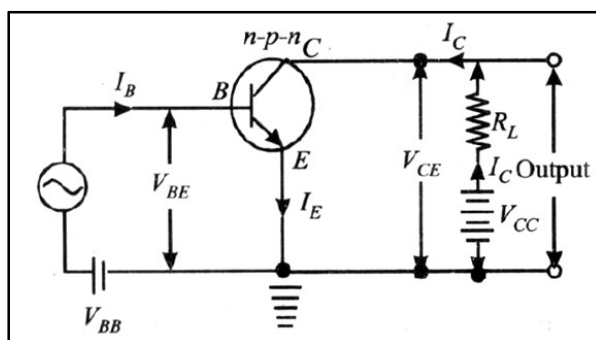 n-p-n C
I_C
I_B
B
R_L
E
V_BE
V_CE
I_C Output
I_E
V_CC
V_BB